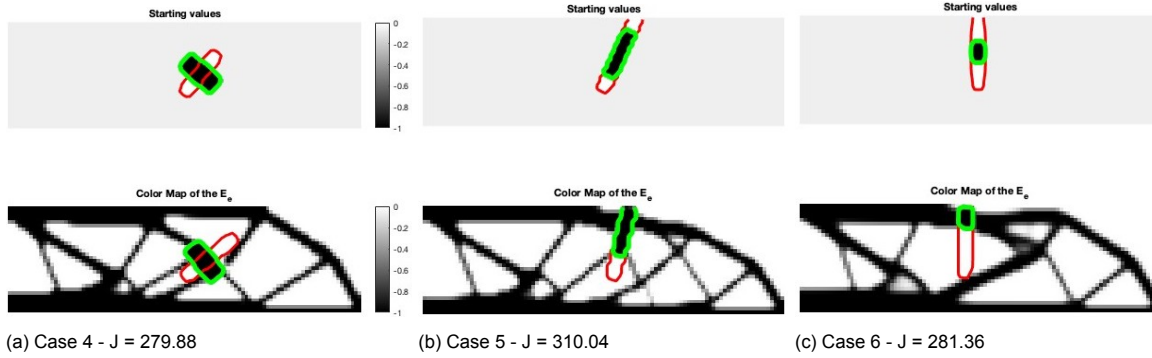 Starting values
Starting values
Starting values
0
-0.2
-0.4
-0.6
-0.8
-1
Color Map of the E_e
Color Map of the E_e
Color Map of the E_e
0
-0.2
-0.4
-0.6
-0.8
-1
(a) Case 4 - J = 279.88
(b) Case 5 - J = 310.04
(c) Case 6 - J = 281.36